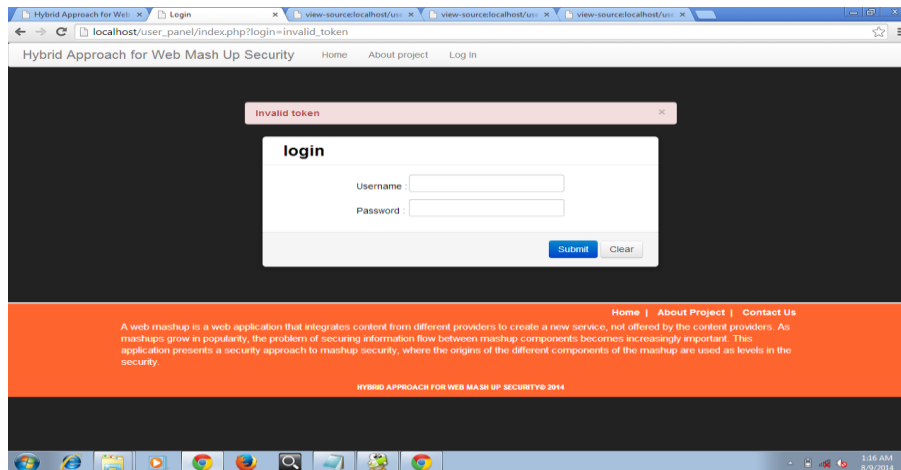 Hybrid Approach for Web
Login
view-source:localhost/use
view-source:localhost/use
view-source:localhost/use
localhost/user_panel/index.php?login=invalid_token
Hybrid Approach for Web Mash Up Security
Home
About project
Log In
Invalid token
login
Username :
Password :
Submit
Clear
Home | About Project | Contact Us
A web mashup is a web application that integrates content from different providers to create a new service, not offered by the content providers. As
mashups grow in popularity, the problem of securing information flow between mashup components becomes increasingly important. This
application presents a security approach to mashup security, where the origins of the different components of the mashup are used as levels in the
security.
HYBRID APPROACH FOR WEB MASH UP SECURITY© 2014
1:16 AM
8/9/2014